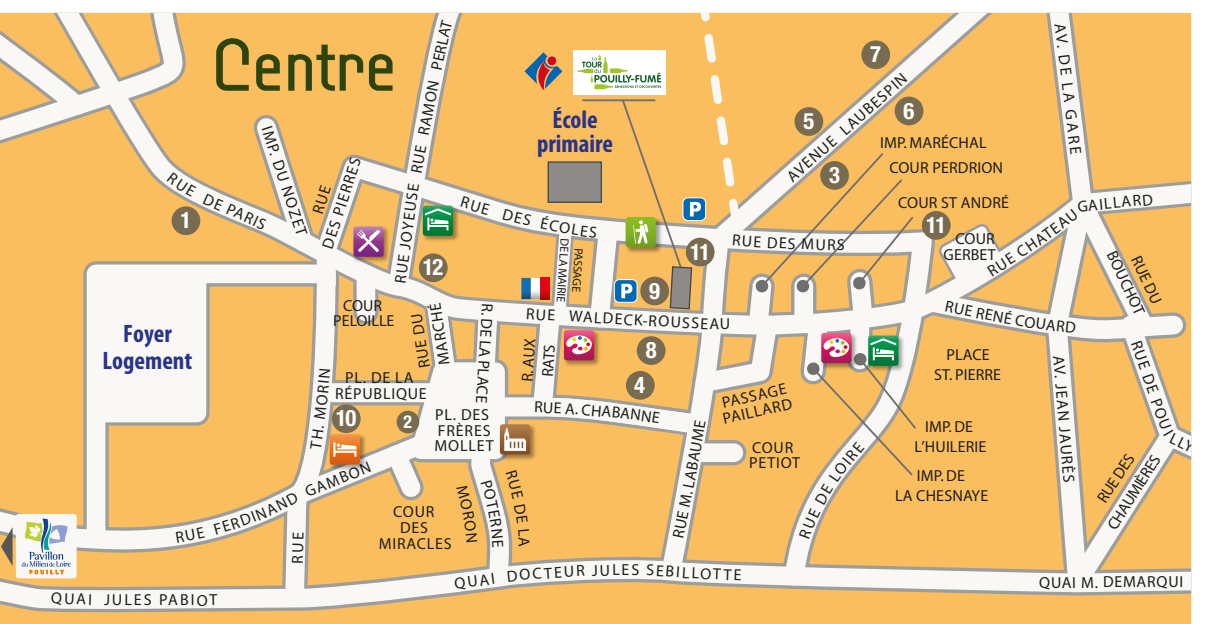 Centre
RUE RAMON PERLAT
La
TOUR
du
POUILLY-FUMÉ
SENSATIONS ET DÉCOUVERTES
École
primaire
7
6
5
3
AVENUE LAUBESPIN
AV. DE LA GARE
IMP. MARÉCHAL
COUR PERDRION
COUR ST ANDRÉ
11
IMP. DU NOZET
RUE
DES PIERRES
RUE DE PARIS
1
RUE JOYEUSE
12
RUE DES ÉCOLES
P
11
RUE DES MURS
COUR
GERBET
RUE CHATEAU GAILLARD
RUE DU
BOUCHOT
PASSAGE
DE LA MAIRIE
P
9
RUE WALDECK-ROUSSEAU
RUE RENÉ COUARD
Foyer
Logement
COUR
PELOILLE
RUE DU
MARCHÉ
R. DE LA PLACE
R. AUX
RATS
8
4
PLACE
ST. PIERRE
RUE DE POUILLY
PL. DE LA
RÉPUBLIQUE
TH. MORIN
10
2
PL. DES
FRÈRES
MOLLET
RUE A. CHABANNE
PASSAGE
PAILLARD
COUR
PETIOT
IMP. DE
L'HUILERIE
IMP. DE
LA CHESNAYE
AV. JEAN JAURÈS
RUE DES
CHAUMIÈRES
RUE FERDINAND GAMBON
RUE
COUR
DES
MIRACLES
MORON
POTERNE
RUE DE LA
RUE M. LABAUME
RUE DE LOIRE
Pavillon
du Milieu de Loire
POUILLY
QUAI JULES PABIOT
QUAI DOCTEUR JULES SEBILLOTTE
QUAI M. DEMARQUI